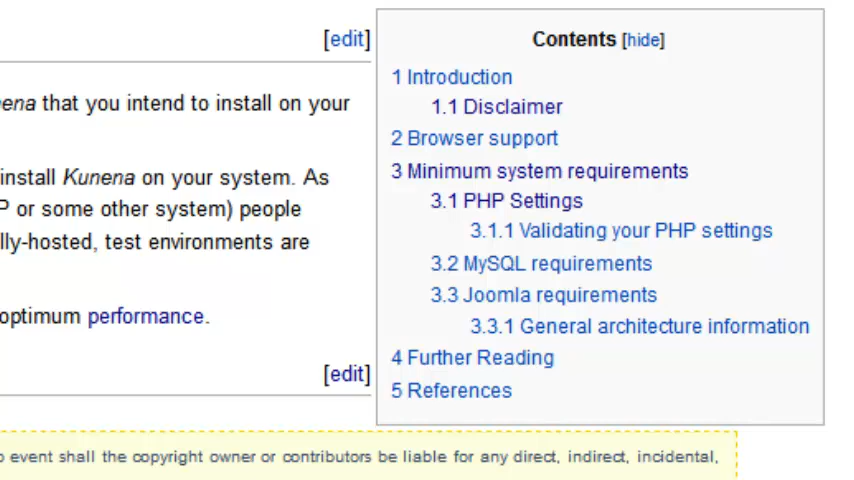 [edit]
Contents [hide]
1 Introduction
that you intend to install on your
1.1 Disclaimer
2 Browser support
install Kunena on your system. As
3 Minimum system requirements
or some other system) people
3.1 PHP Settings
hosted, test environments are
3.1.1 Validating your PHP settings
3.2 MySQL requirements
3.3 Joomla requirements
optimum performance.
3.3.1 General architecture information
4 Further Reading
[edit]
5 References
event shall the copyright owner or contributors be liable for any direct, indirect, incidental,